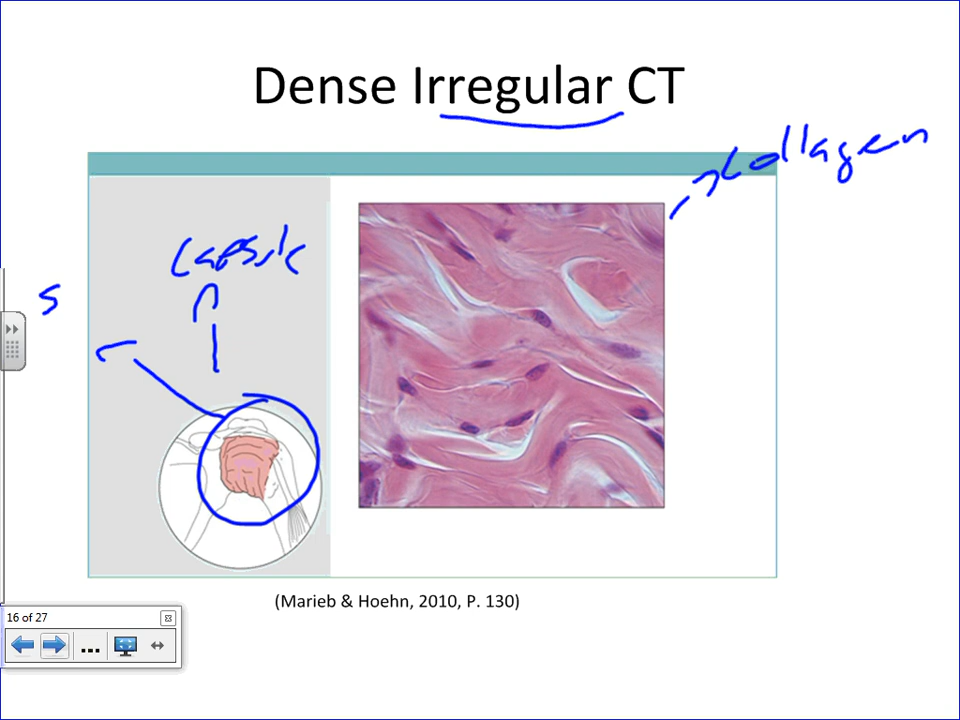 Dense Irregular CT
collagen
capsule
s
(Marieb & Hoehn, 2010, P. 130)
16 of 27